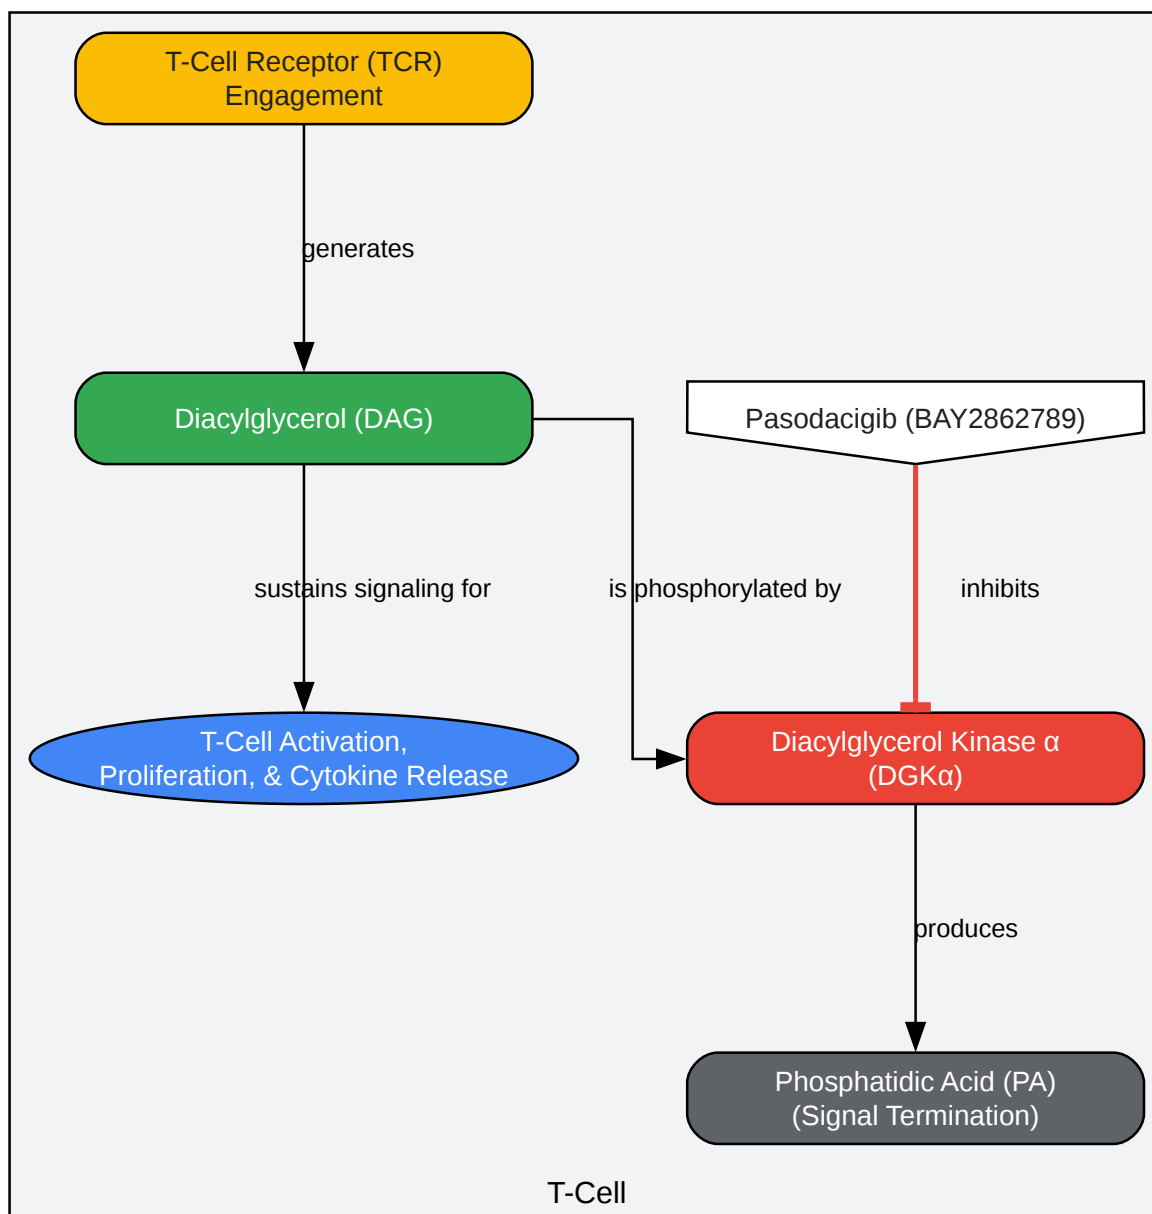 T-Cell Receptor (TCR)
Engagement
generates
Diacylglycerol (DAG)
Pasodacigib (BAY2862789)
sustains signaling for
is phosphorylated by
inhibits
T-Cell Activation,
Proliferation, & Cytokine Release
Diacylglycerol Kinase α
(DGKα)
produces
Phosphatidic Acid (PA)
(Signal Termination)
T-Cell